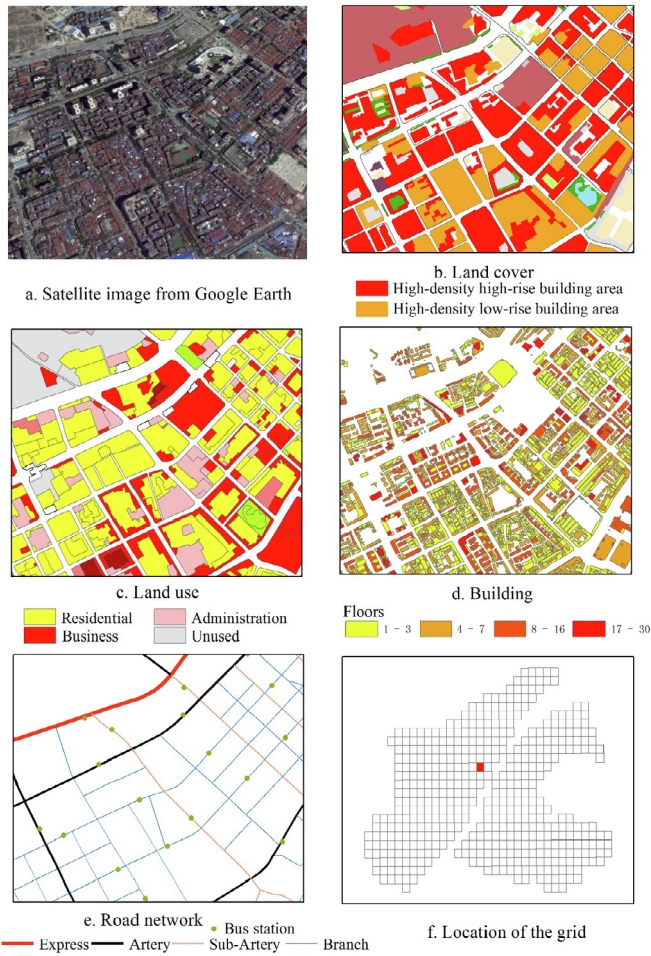 a. Satellite image from Google Earth
b. Land cover
High-density high-rise building area
High-density low-rise building area
c. Land use
Residential
Administration
Business
Unused
d. Building
Floors
1 - 3
4 - 7
8 - 16
17 - 30
e. Road network
Bus station
Express
Artery
Sub-Artery
Branch
f. Location of the grid